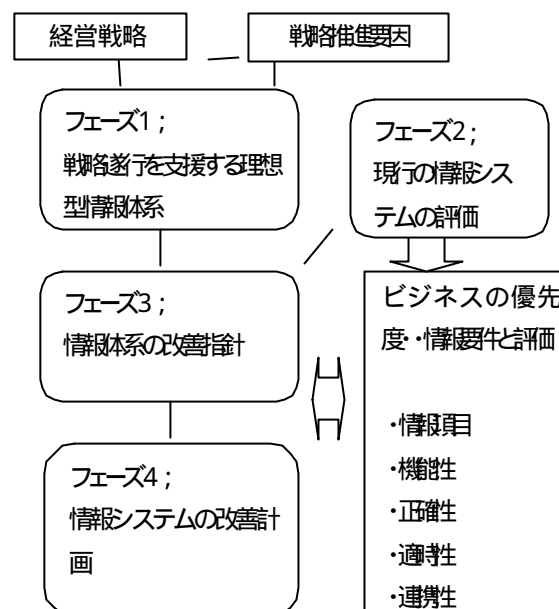 経営戦略
戦略推進要因
フェーズ1；
戦略遂行を支援する理想
型情報体系
フェーズ2；
現行の情報シス
テムの評価
フェーズ3；
情報体系の改善指針
ビジネスの優先
度・・情報要件と評価
・情報項目
・機能性
・正確性
・適時性
・連携性
フェーズ4；
情報システムの改善計
画